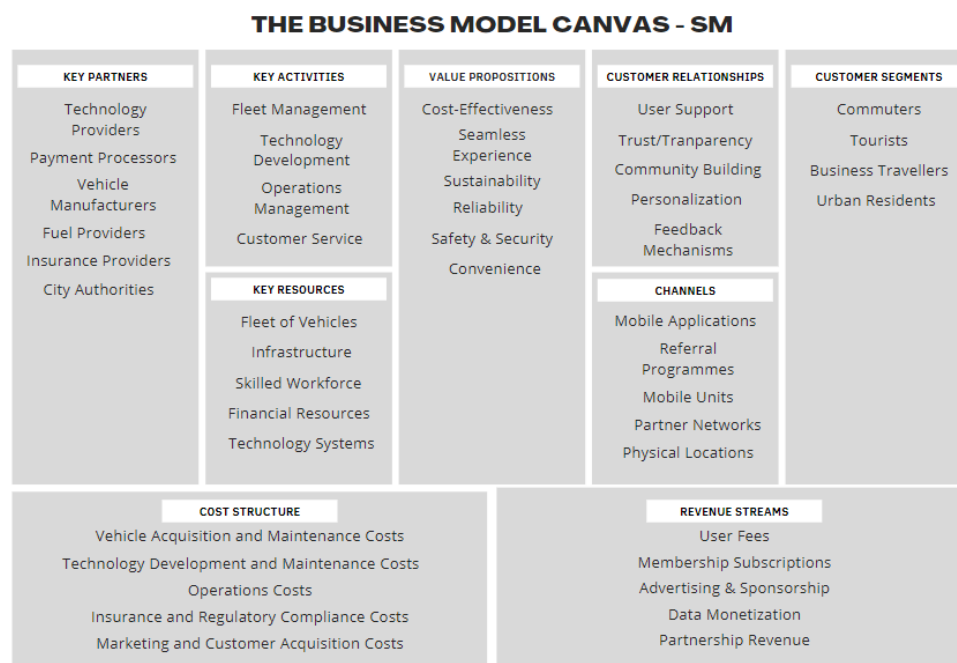 THE BUSINESS MODEL CANVAS - SM
KEY PARTNERS
Technology
Providers
Payment Processors
Vehicle
Manufacturers
Fuel Providers
Insurance Providers
City Authorities
KEY ACTIVITIES
Fleet Management
Technology
Development
Operations
Management
Customer Service
KEY RESOURCES
Fleet of Vehicles
Infrastructure
Skilled Workforce
Financial Resources
Technology Systems
VALUE PROPOSITIONS
Cost-Effectiveness
Seamless
Experience
Sustainability
Reliability
Safety & Security
Convenience
CUSTOMER RELATIONSHIPS
User Support
Trust/Tranparency
Community Building
Personalization
Feedback
Mechanisms
CHANNELS
Mobile Applications
Referral
Programmes
Mobile Units
Partner Networks
Physical Locations
CUSTOMER SEGMENTS
Commuters
Tourists
Business Travellers
Urban Residents
COST STRUCTURE
Vehicle Acquisition and Maintenance Costs
Technology Development and Maintenance Costs
Operations Costs
Insurance and Regulatory Compliance Costs
Marketing and Customer Acquisition Costs
REVENUE STREAMS
User Fees
Membership Subscriptions
Advertising & Sponsorship
Data Monetization
Partnership Revenue